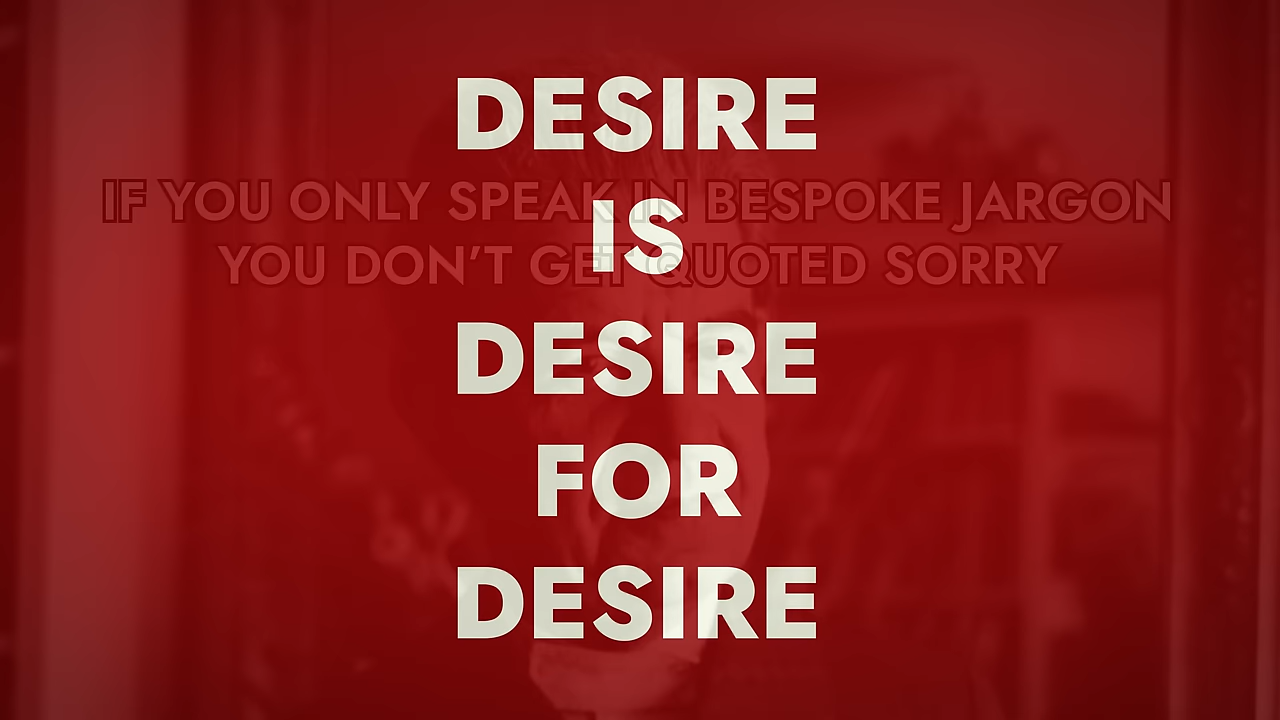 DESIRE
IF YOU ONLY SPEAK IN BESPOKE JARGON
IS
YOU DON’T GET QUOTED SORRY
DESIRE
FOR
DESIRE